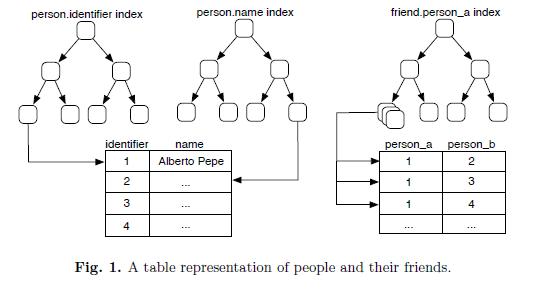 person.identifier index person.name index friend.person_a index
identifier name
1 Alberto Pepe
2 ...
3 ...
4 ...
person_a person_b
1 2
1 3
1 4
... ...
Fig. 1. A table representation of people and their friends.